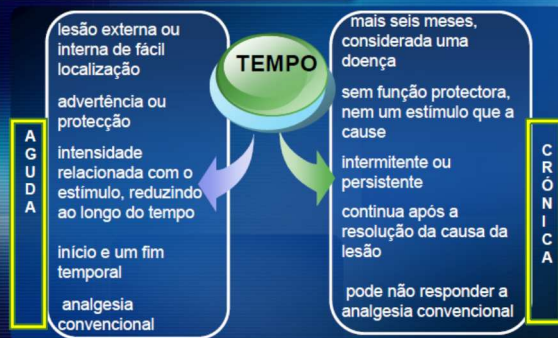 TEMPO
AGUDA
lesão externa ou
interna de fácil
localização
advertência ou
protecção
intensidade
relacionada com o
estímulo, reduzindo
ao longo do tempo
início e um fim
temporal
analgesia
convencional
mais seis meses,
considerada uma
doença
sem função protectora,
nem um estímulo que a
cause
intermitente ou
persistente
continua após a
resolução da causa da
lesão
pode não responder a
analgesia convencional
CRÓNICA